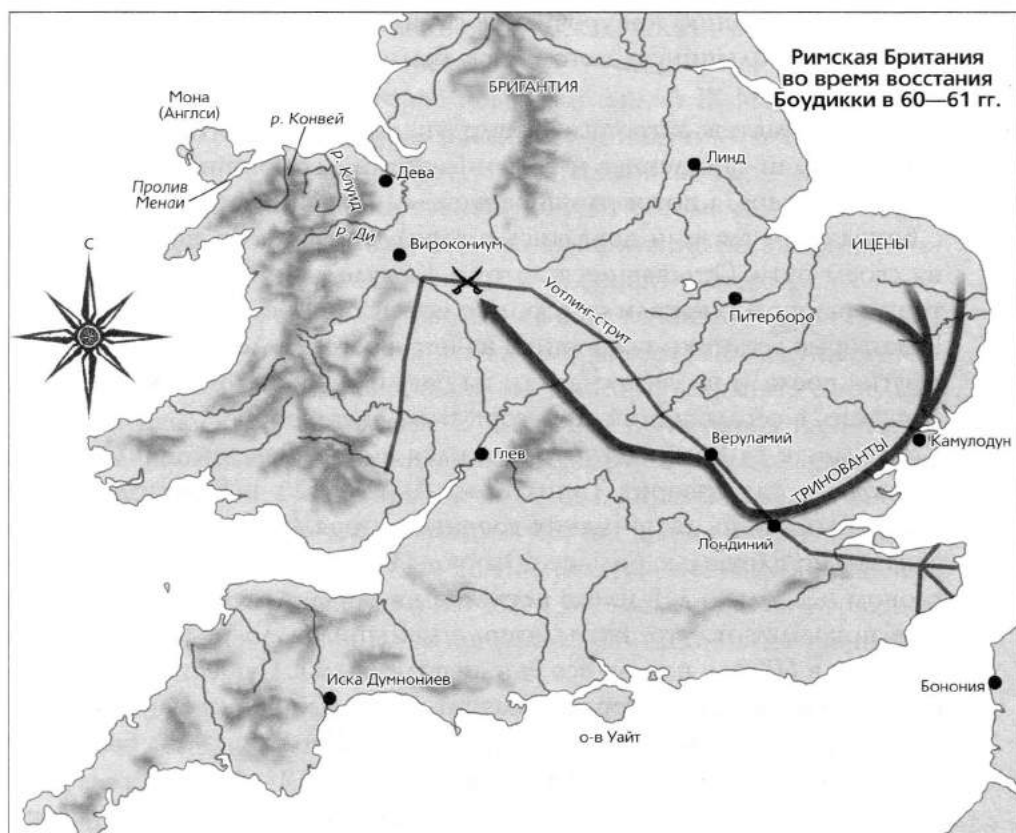 Римская Британия
во время восстания
Боудикки в 60—61 гг.
БРИГАНТИЯ
Мона
(Англси)
р. Конвей
р. Клуид
Дева
Линд
Пролив
Менаи
р. Ди
Вирокониум
ИЦЕНЫ
С
Уотлинг-стрит
Питерборо
Глев
Веруламий
Камулодун
ТРИНОВАНТЫ
Лондиний
Иска Думнониев
Бонония
о-в Уайт